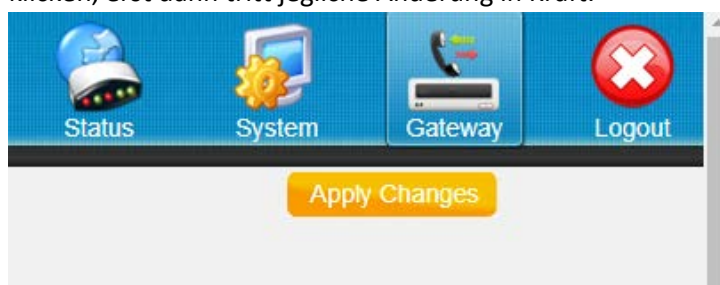 klicken, erst dann tritt jegliche Änderung in Kraft.
Status System Gateway Logout
Apply Changes